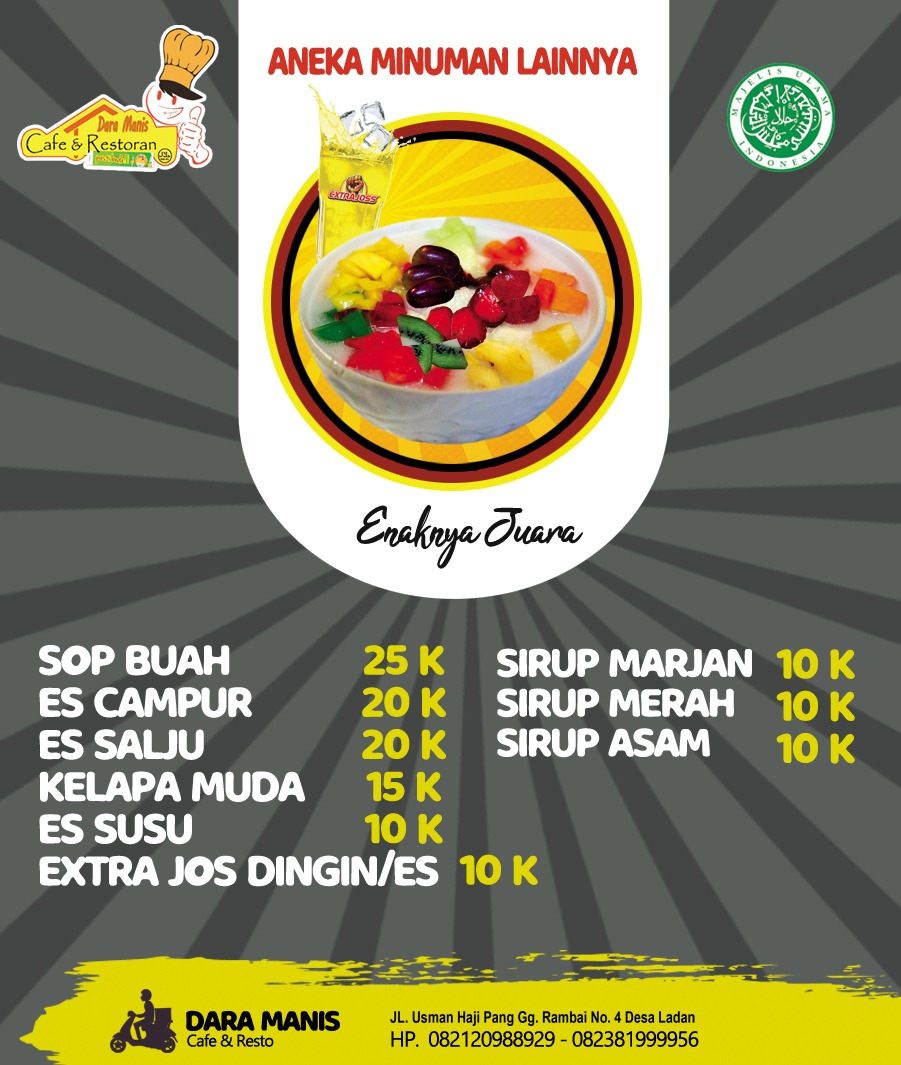 ANEKA MINUMAN LAINNYA
Dara Manis
Cafe & Restoran
MAJELIS ULAMA
INDONESIA
حلال
EXTRAJOSS
Enaknya Juara
SOP BUAH 25 K
ES CAMPUR 20 K
ES SALJU 20 K
KELAPA MUDA 15 K
ES SUSU 10 K
EXTRA JOS DINGIN/ES 10 K
SIRUP MARJAN 10 K
SIRUP MERAH 10 K
SIRUP ASAM 10 K
DARA MANIS
Cafe & Resto
JL. Usman Haji Pang Gg. Rambai No. 4 Desa Ladan
HP. 082120988929 - 082381999956